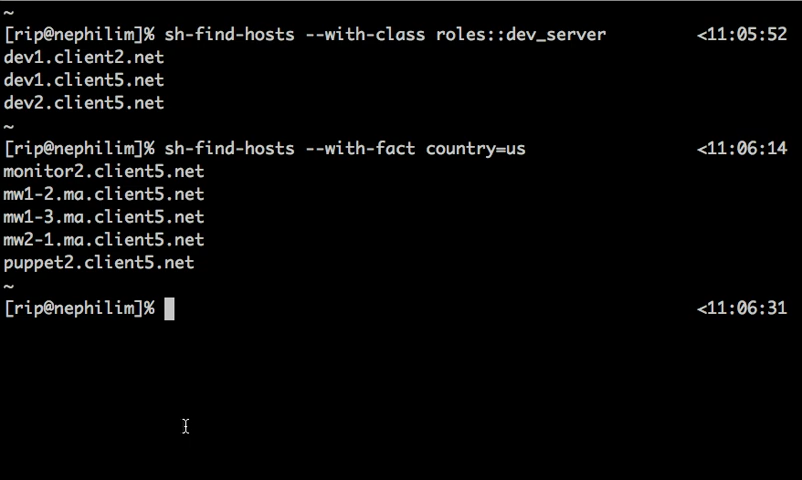 ~
[rip@nephilim]% sh-find-hosts --with-class roles::dev_server <11:05:52
dev1.client2.net
dev1.client5.net
dev2.client5.net
~
[rip@nephilim]% sh-find-hosts --with-fact country=us <11:06:14
monitor2.client5.net
mw1-2.ma.client5.net
mw1-3.ma.client5.net
mw2-1.ma.client5.net
puppet2.client5.net
~
[rip@nephilim]% <11:06:31